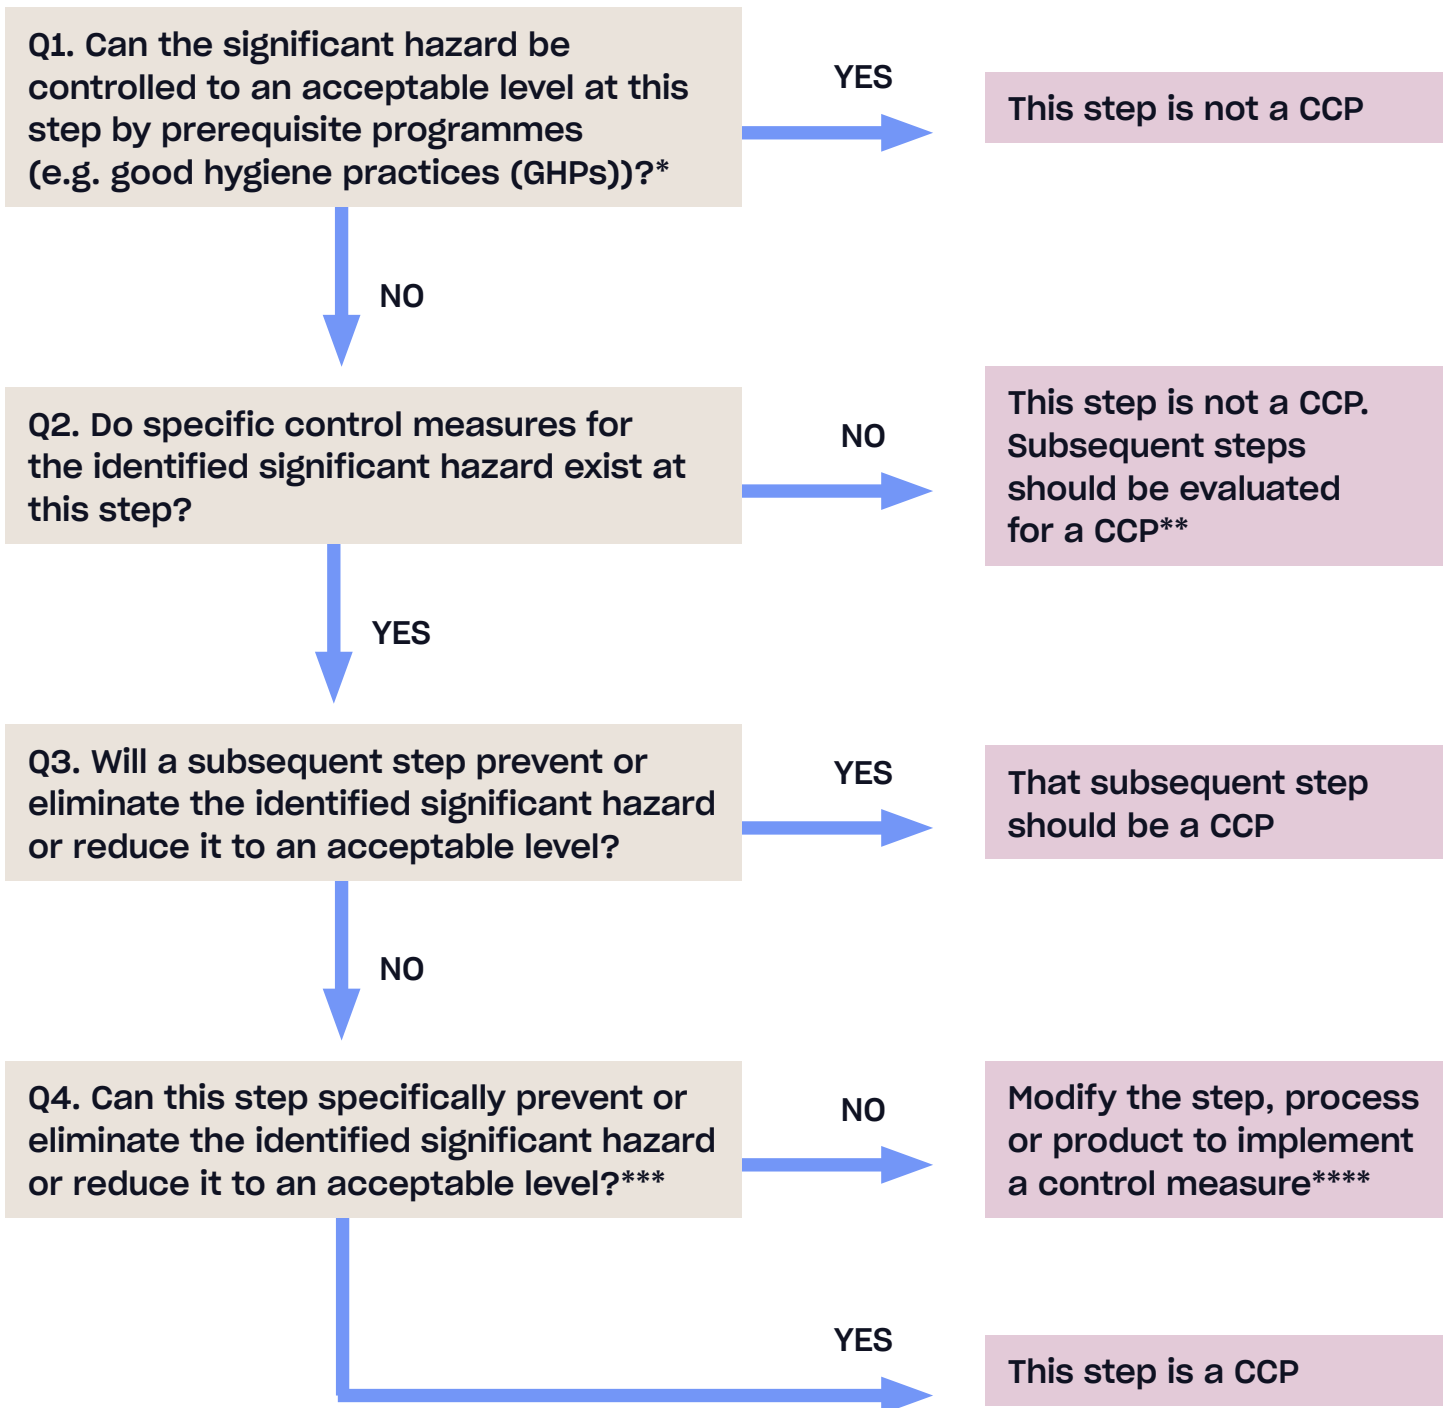 Q1. Can the significant hazard be
controlled to an acceptable level at this
step by prerequisite programmes
(e.g. good hygiene practices (GHPs))?*
YES
This step is not a CCP
NO
Q2. Do specific control measures for
the identified significant hazard exist at
this step?
NO
This step is not a CCP.
Subsequent steps
should be evaluated
for a CCP**
YES
Q3. Will a subsequent step prevent or
eliminate the identified significant hazard
or reduce it to an acceptable level?
YES
That subsequent step
should be a CCP
NO
Q4. Can this step specifically prevent or
eliminate the identified significant hazard
or reduce it to an acceptable level?***
NO
Modify the step, process
or product to implement
a control measure****
YES
This step is a CCP